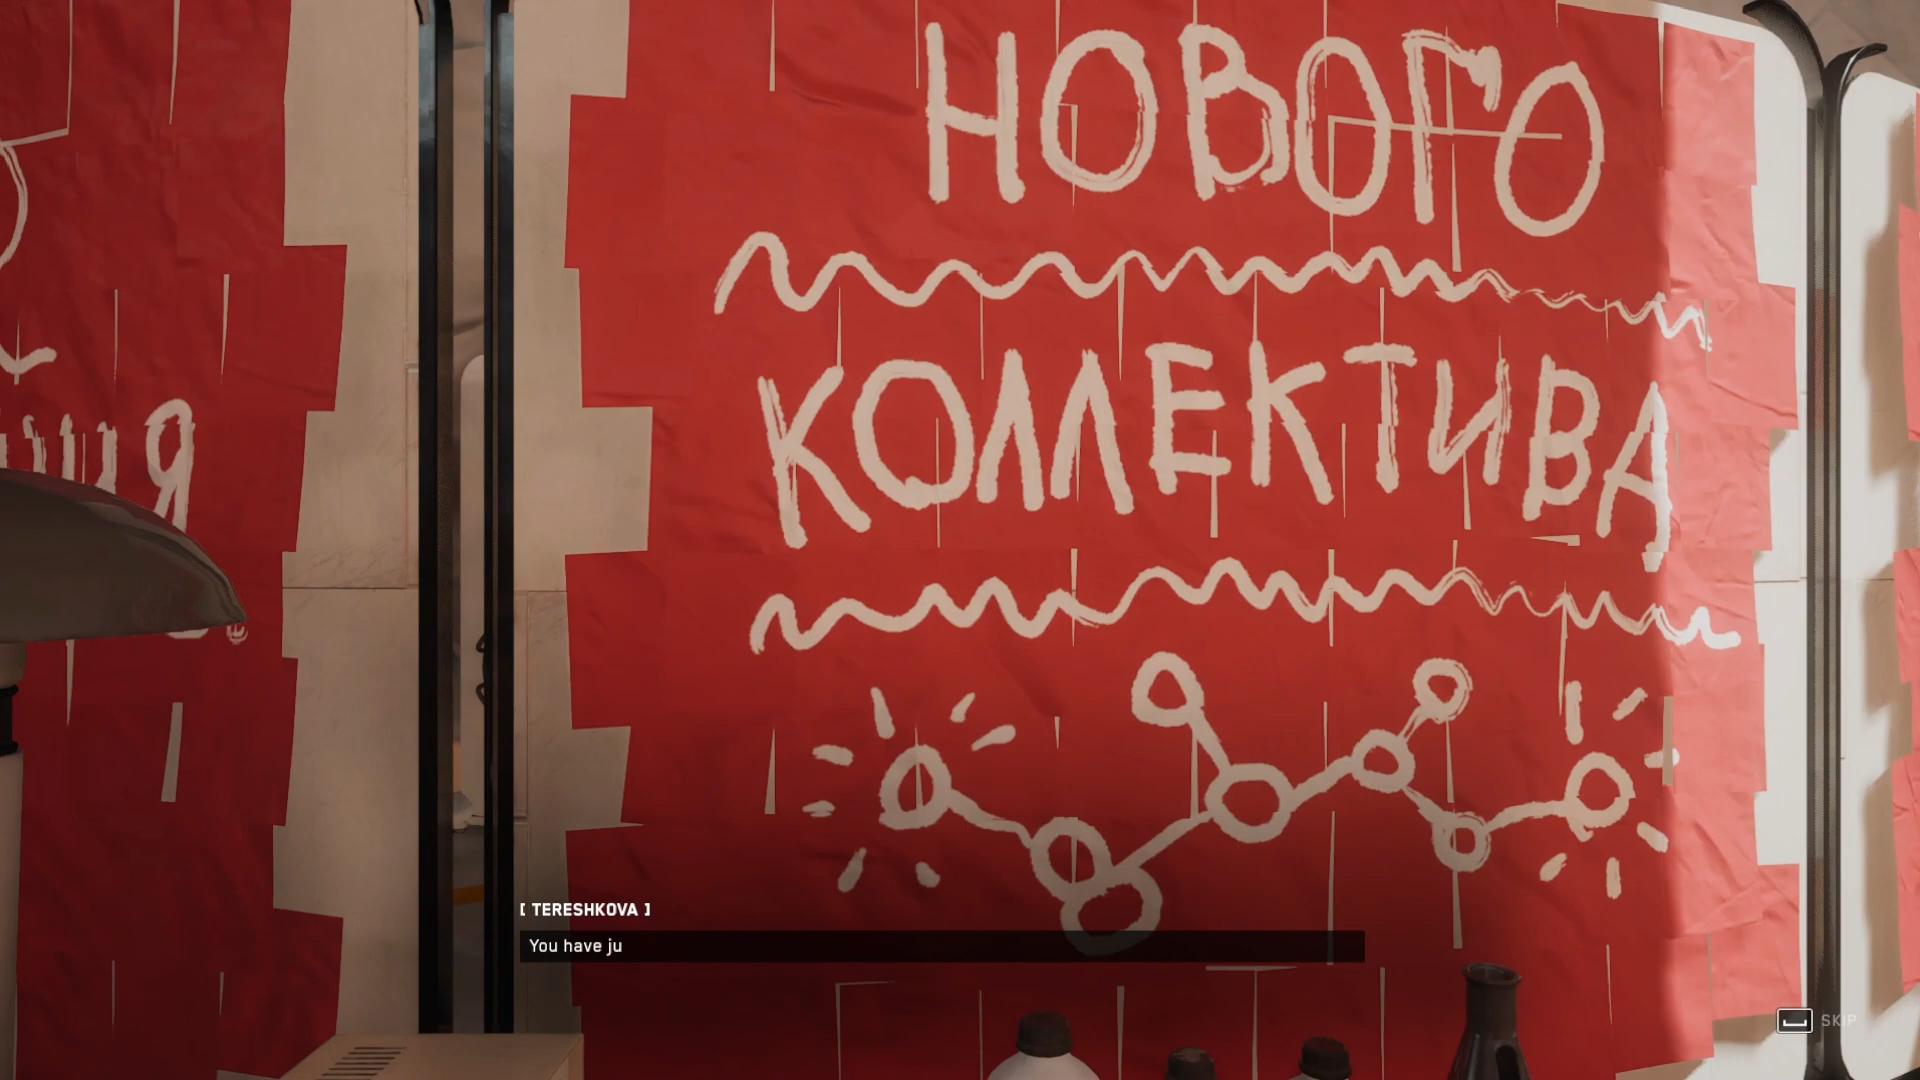 НОВОГО
КОЛЛЕКТИВА
[ TERESHKOVA ]
You have ju
SKIP